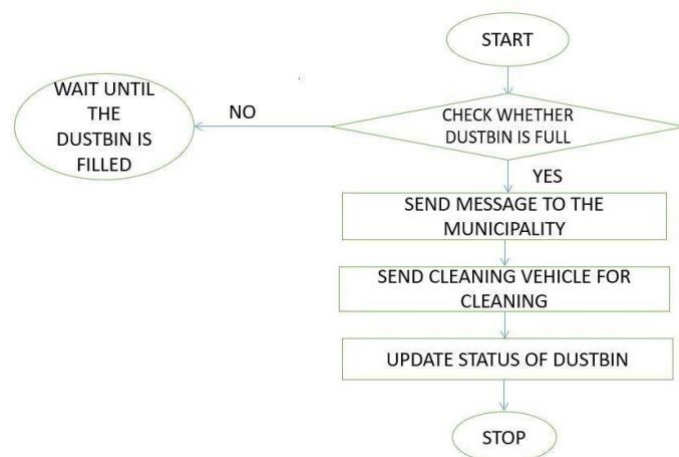 START
WAIT UNTIL
THE
DUSTBIN IS
FILLED
NO
CHECK WHETHER
DUSTBIN IS FULL
YES
SEND MESSAGE TO THE
MUNICIPALITY
SEND CLEANING VEHICLE FOR
CLEANING
UPDATE STATUS OF DUSTBIN
STOP